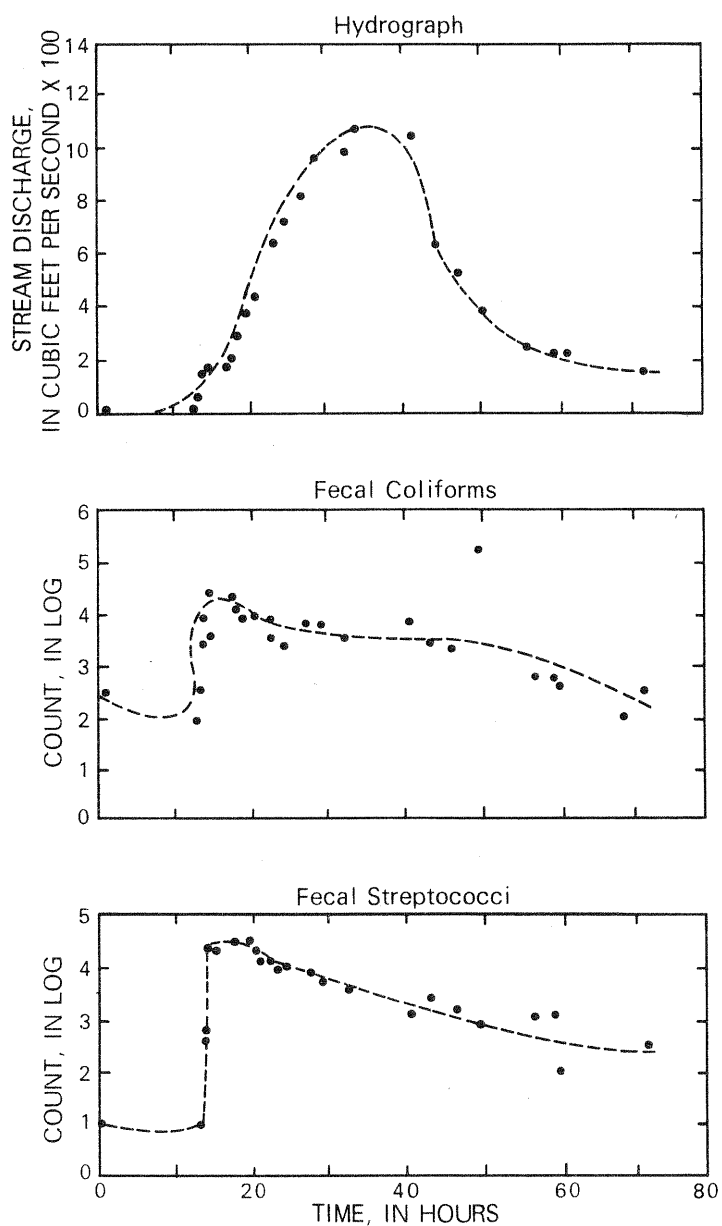 Hydrograph
STREAM DISCHARGE,
IN CUBIC FEET PER SECOND X 100
14
12
10
8
6
4
2
0
Fecal Coliforms
COUNT, IN LOG
6
5
4
3
2
1
0
Fecal Streptococci
COUNT, IN LOG
5
4
3
2
1
0
0 20 40 60 80
TIME, IN HOURS